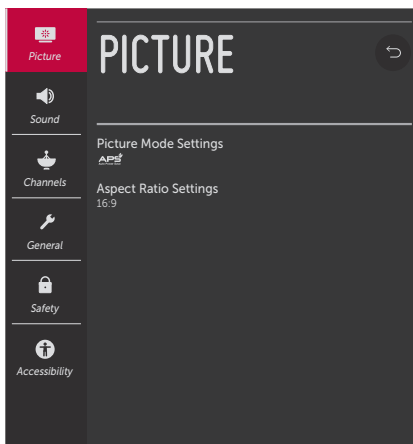 Picture
Sound
Channels
General
Safety
Accessibility
PICTURE
Picture Mode Settings
APS
Aspect Ratio Settings
16:9